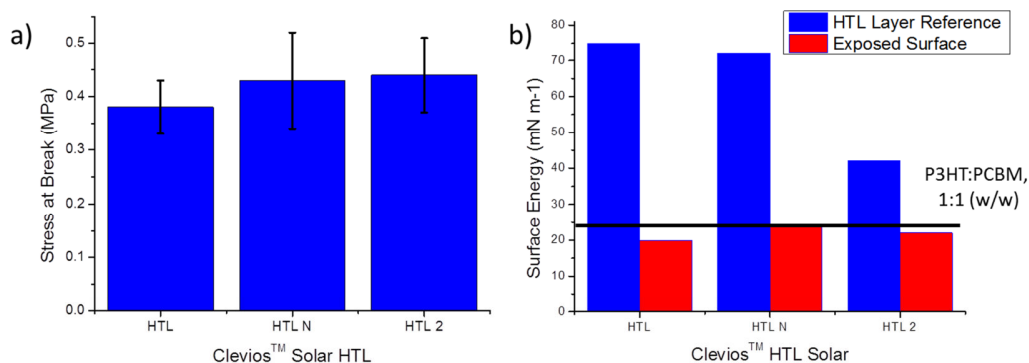 a)
Stress at Break (MPa)
0.5
0.4
0.3
0.2
0.1
0.0
HTL
HTL N
HTL 2
Clevios™ Solar HTL
b)
HTL Layer Reference
Exposed Surface
Surface Energy (mN m-1)
80
70
60
50
40
30
20
10
0
P3HT:PCBM,
1:1 (w/w)
HTL
HTL N
HTL 2
Clevios™ HTL Solar